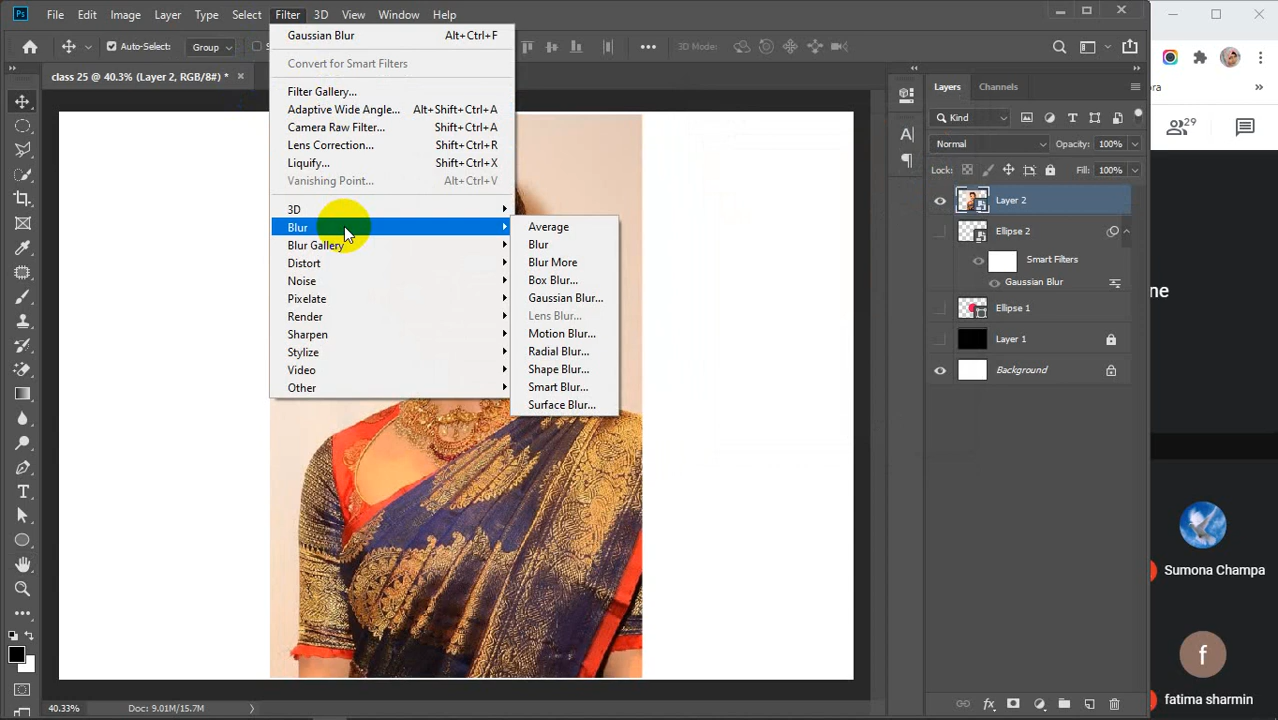 Ps File Edit Image Layer Type Select Filter 3D View Window Help
Auto-Select: Group 3D Mode:
class 25 @ 40.3% (Layer 2, RGB/8#) *
Gaussian Blur Alt+Ctrl+F
Convert for Smart Filters
Filter Gallery...
Adaptive Wide Angle... Alt+Shift+Ctrl+A
Camera Raw Filter... Shift+Ctrl+A
Lens Correction... Shift+Ctrl+R
Liquify... Shift+Ctrl+X
Vanishing Point... Alt+Ctrl+V
3D
Blur
Blur Gallery
Distort
Noise
Pixelate
Render
Sharpen
Stylize
Video
Other
Average
Blur
Blur More
Box Blur...
Gaussian Blur...
Lens Blur...
Motion Blur...
Radial Blur...
Shape Blur...
Smart Blur...
Surface Blur...
Layers Channels
Kind
Normal Opacity: 100%
Lock: Fill: 100%
Layer 2
Ellipse 2
Smart Filters
Gaussian Blur
Ellipse 1
Layer 1
Background
40.33% Doc: 9.01M/15.7M
ora
29
ne
Sumona Champa
f
fatima sharmin